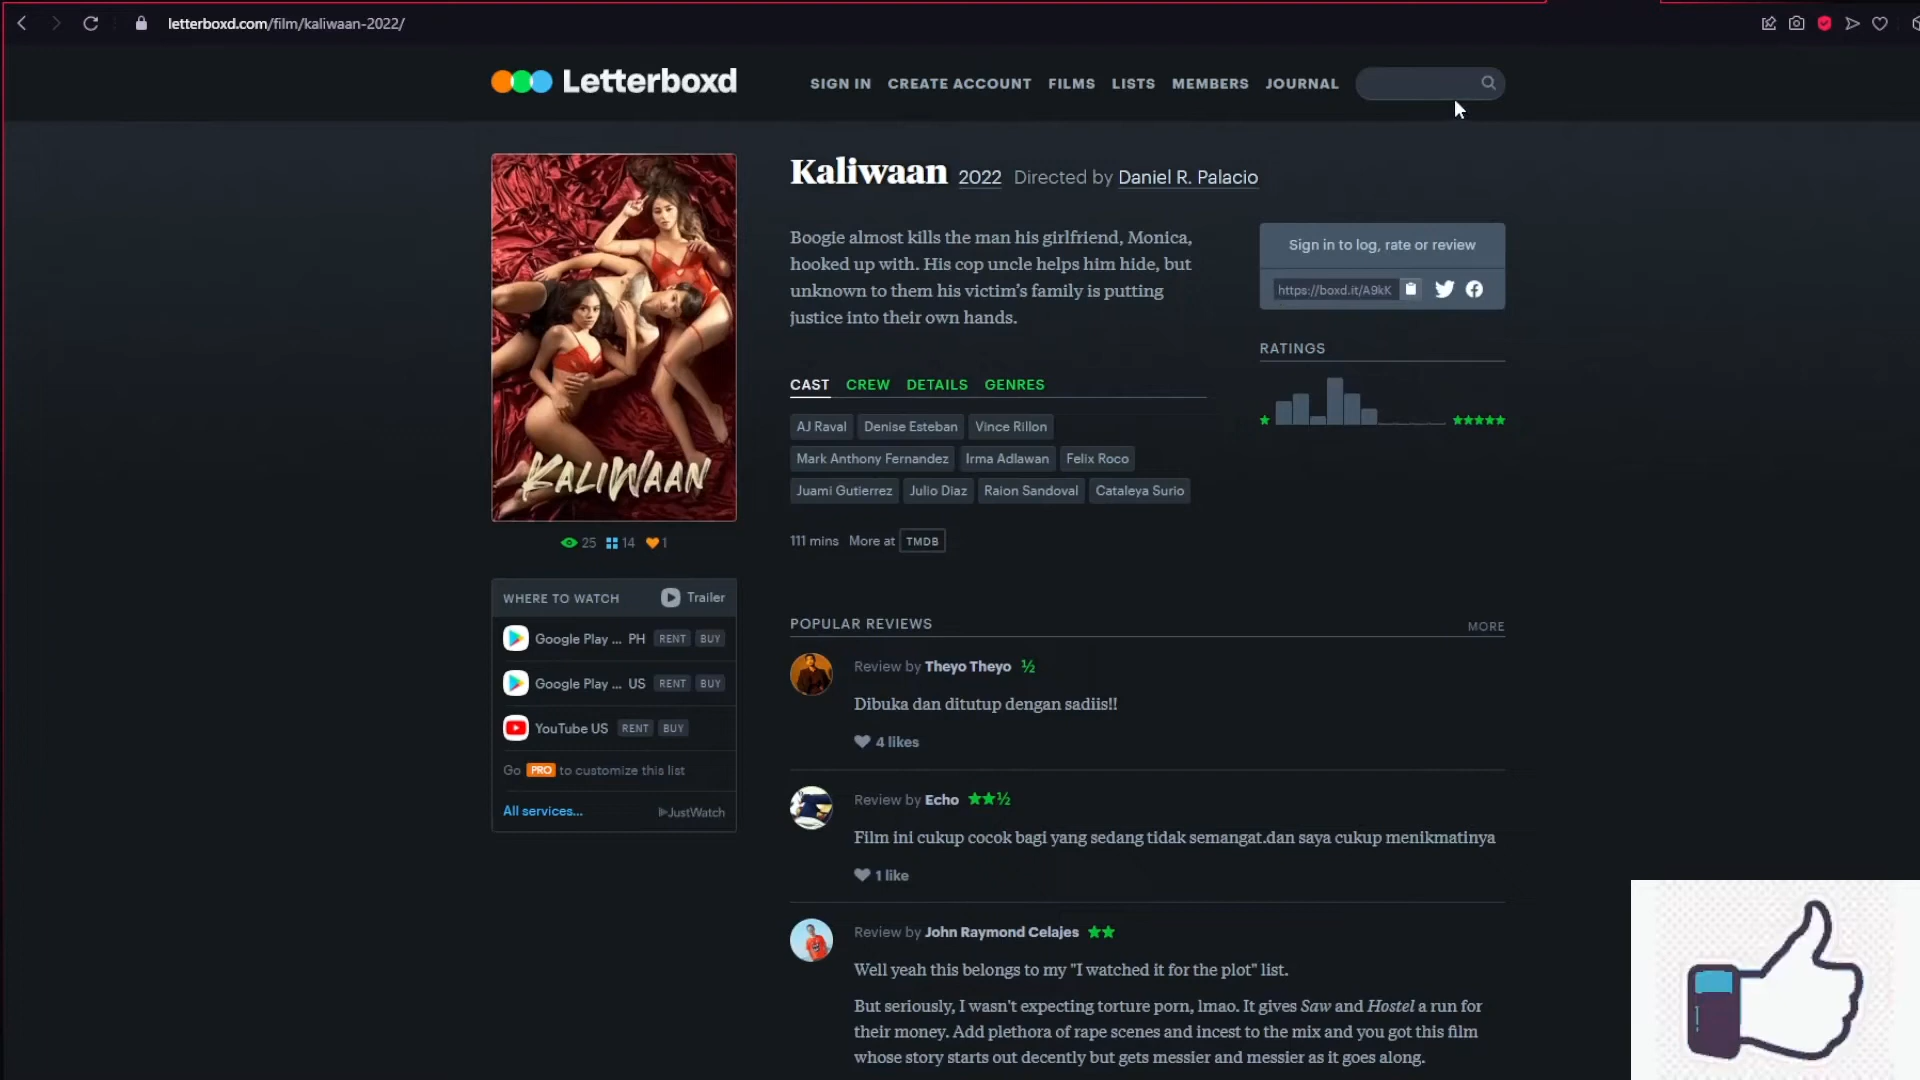 letterboxd.com/film/kaliwaan-2022/
Letterboxd
SIGN IN CREATE ACCOUNT FILMS LISTS MEMBERS JOURNAL
Kaliwaan 2022 Directed by Daniel R. Palacio
Boogie almost kills the man his girlfriend, Monica,
hooked up with. His cop uncle helps him hide, but
unknown to them his victim’s family is putting
justice into their own hands.
Sign in to log, rate or review
https://boxd.it/A9kK
RATINGS
CAST CREW DETAILS GENRES
AJ Raval Denise Esteban Vince Rillon
Mark Anthony Fernandez Irma Adlawan Felix Roco
Juami Gutierrez Julio Diaz Raion Sandoval Cataleya Surio
111 mins More at TMDB
KALIWAAN
25 14 1
WHERE TO WATCH Trailer
Google Play ... PH RENT BUY
Google Play ... US RENT BUY
YouTube US RENT BUY
Go PRO to customize this list
All services... JustWatch
POPULAR REVIEWS MORE
Review by Theyo Theyo ½
Dibuka dan ditutup dengan sadiis!!
4 likes
Review by Echo ★★½
Film ini cukup cocok bagi yang sedang tidak semangat.dan saya cukup menikmatinya
1 like
Review by John Raymond Celajes ★★
Well yeah this belongs to my "I watched it for the plot" list.
But seriously, I wasn't expecting torture porn, lmao. It gives Saw and Hostel a run for
their money. Add plethora of rape scenes and incest to the mix and you got this film
whose story starts out decently but gets messier and messier as it goes along.